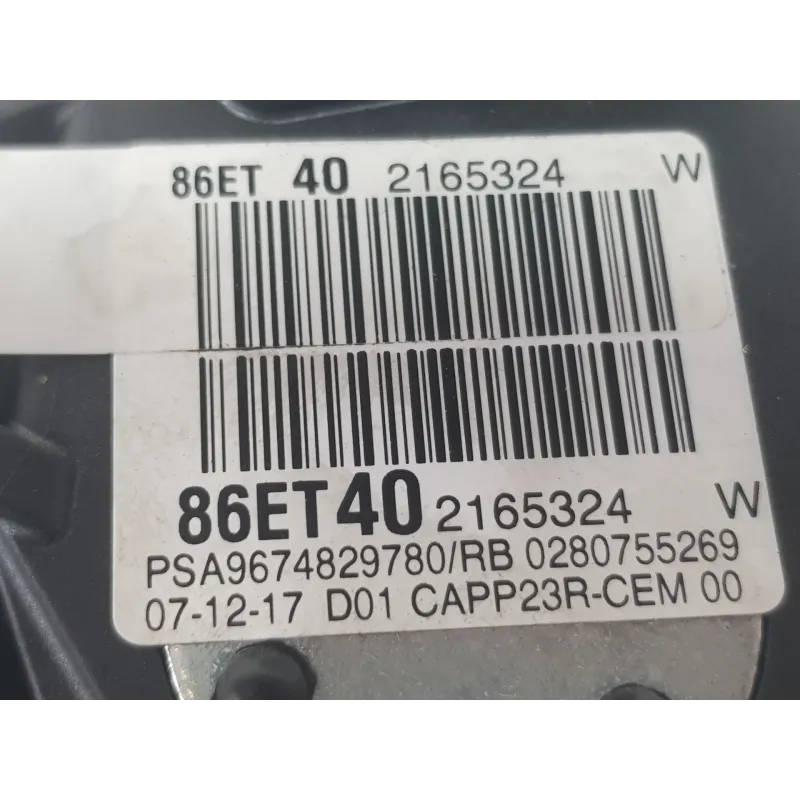 86ET 40 2165324 W
86ET40 2165324 W
PSA9674829780/RB 0280755269
07-12-17 D01 CAPP23R-CEM 00